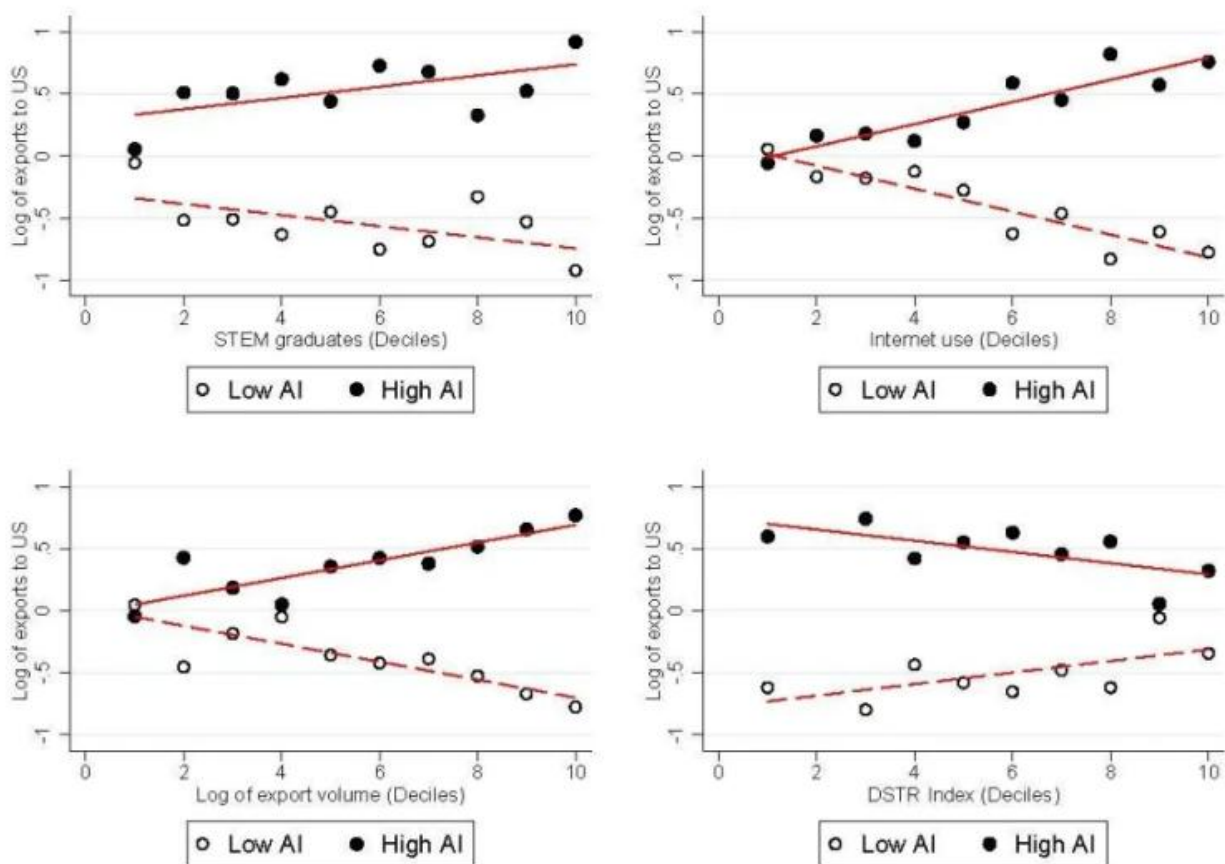 Log of exports to US
1
.5
0
-.5
-1
0 2 4 6 8 10
STEM graduates (Deciles)
Low AI High AI
Log of exports to US
1
.5
0
-.5
-1
0 2 4 6 8 10
Internet use (Deciles)
Low AI High AI
Log of exports to US
1
.5
0
-.5
-1
0 2 4 6 8 10
Log of export volume (Deciles)
Low AI High AI
Log of exports to US
1
.5
0
-.5
-1
0 2 4 6 8 10
DSTR Index (Deciles)
Low AI High AI